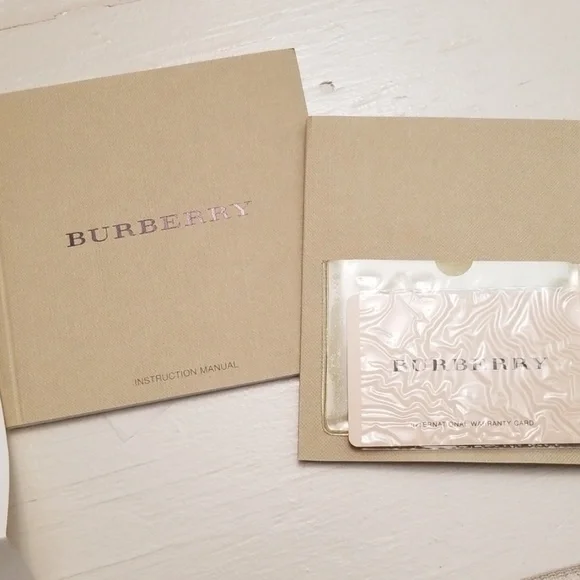 BURBERRY
INSTRUCTION MANUAL
BURBERRY
INTERNATIONAL WARRANTY CARD